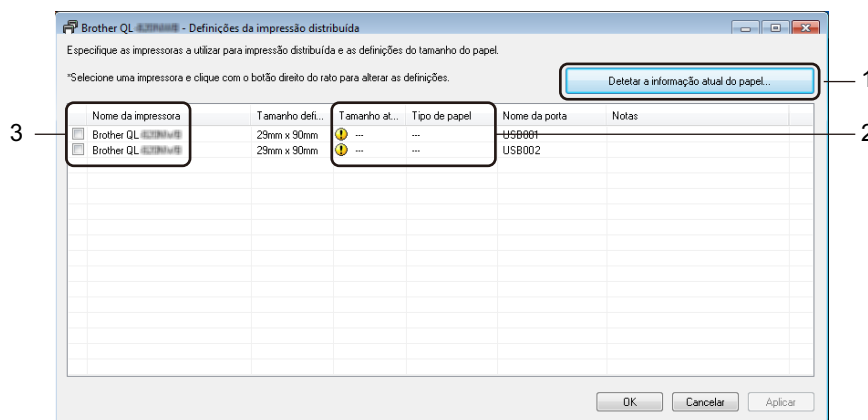 Brother QL - Definições da impressão distribuída
Especifique as impressoras a utilizar para impressão distribuída e as definições do tamanho do papel.
*Selecione uma impressora e clique com o botão direito do rato para alterar as definições.
Detetar a informação atual do papel...
1
Nome da impressora Tamanho defi... Tamanho at... Tipo de papel Nome da porta Notas
3
Brother QL 29mm x 90mm --- --- USB001
2
Brother QL 29mm x 90mm --- --- USB002
OK Cancelar Aplicar